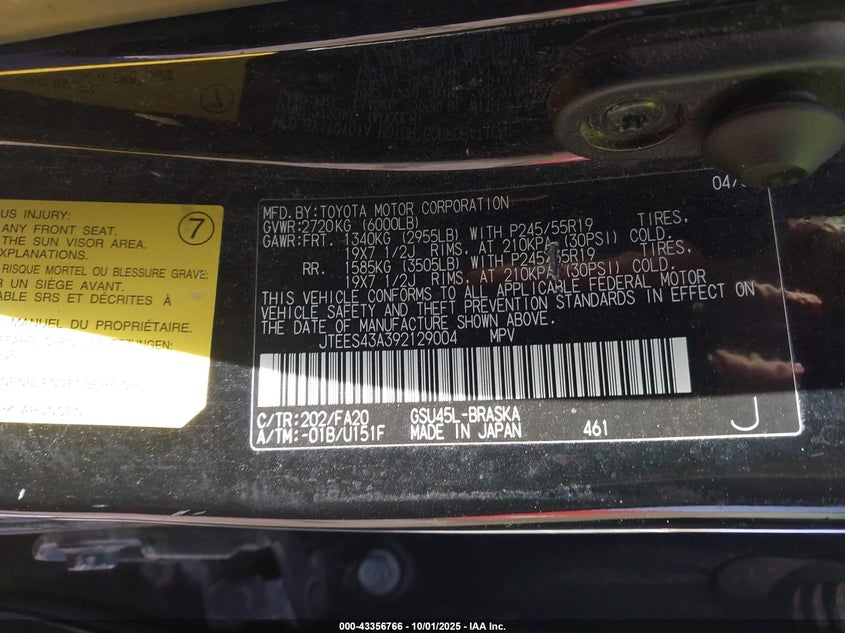 US INJURY:
ANY FRONT SEAT.
THE SUN VISOR AREA.
EXPLANATIONS.
RISQUE MORTEL OU BLESSURE GRAVE
UN SIÈGE AVANT.
ABLE SRS ET DÉCRITES À
MANUEL DU PROPRIÉTAIRE.
7
04/
MFD. BY: TOYOTA MOTOR CORPORATION
GVWR: 2720KG (6000LB)
GAWR: FRT. 1340KG (2955LB) WITH P245/55R19 TIRES.
19X7 1/2J RIMS. AT 210KPA (30PSI) COLD.
RR. 1585KG (3505LB) WITH P245/55R19 TIRES.
19X7 1/2J RIMS. AT 210KPA (30PSI) COLD.
THIS VEHICLE CONFORMS TO ALL APPLICABLE FEDERAL MOTOR
VEHICLE SAFETY AND THEFT PREVENTION STANDARDS IN EFFECT ON
THE DATE OF MANUFACTURE SHOWN ABOVE.
JTEES43A392129004 MPV
C/TR: 202/FA20 GSU45L-BRASKA
A/TM: -01B/U151F MADE IN JAPAN 461 J
000-43356766 - 10/01/2025 - IAA Inc.